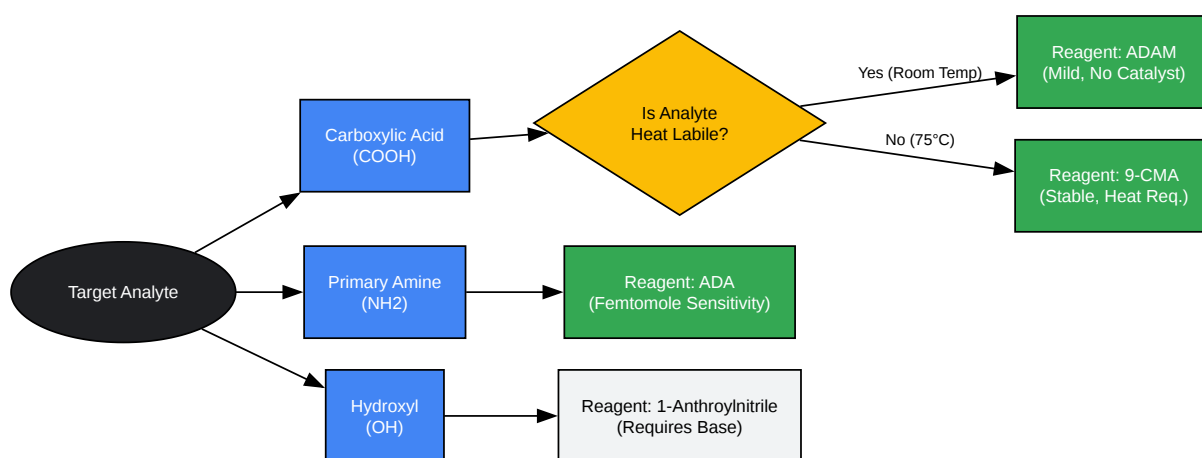 Target Analyte
Carboxylic Acid
(COOH)
Is Analyte
Heat Labile?
Yes (Room Temp)
Reagent: ADAM
(Mild, No Catalyst)
No (75°C)
Reagent: 9-CMA
(Stable, Heat Req.)
Primary Amine
(NH2)
Reagent: ADA
(Femtomole Sensitivity)
Hydroxyl
(OH)
Reagent: 1-Anthroylnitrile
(Requires Base)